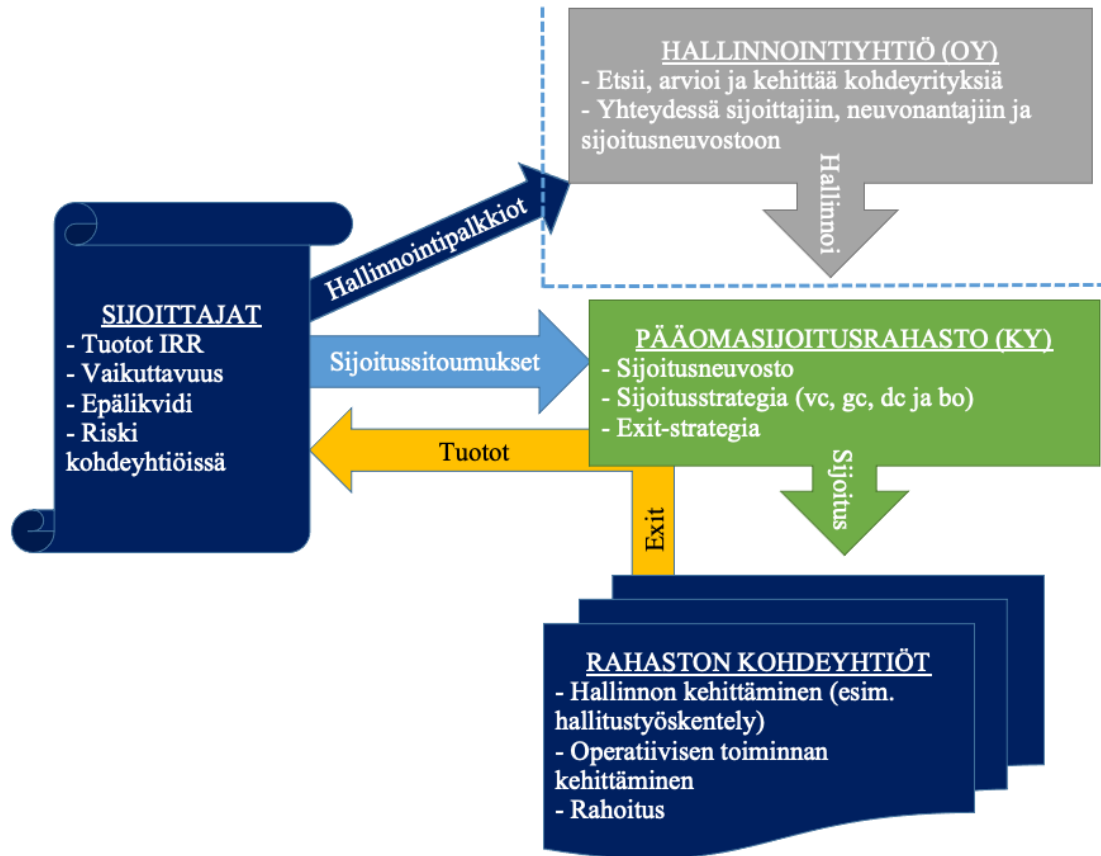 HALLINNOINTIYHTIÖ (OY)
- Etsii, arvioi ja kehittää kohdeyrityksiä
- Yhteydessä sijoittajiin, neuvonantajiin ja
sijoitusneuvostoon
Hallinnoi
Hallinnointipalkkiot
SIJOITTAJAT
- Tuotot IRR
- Vaikuttavuus
- Epälikvidi
- Riski
kohdeyhtiöissä
Sijoitussitoumukset
PÄÄOMASIJOITUSRAHASTO (KY)
- Sijoitusneuvosto
- Sijoitusstrategia (vc, gc, dc ja bo)
- Exit-strategia
Tuotot
Sijoitus
Exit
RAHASTON KOHDEYHTIÖT
- Hallinnon kehittäminen (esim.
hallitustyöskentely)
- Operatiivisen toiminnan
kehittäminen
- Rahoitus